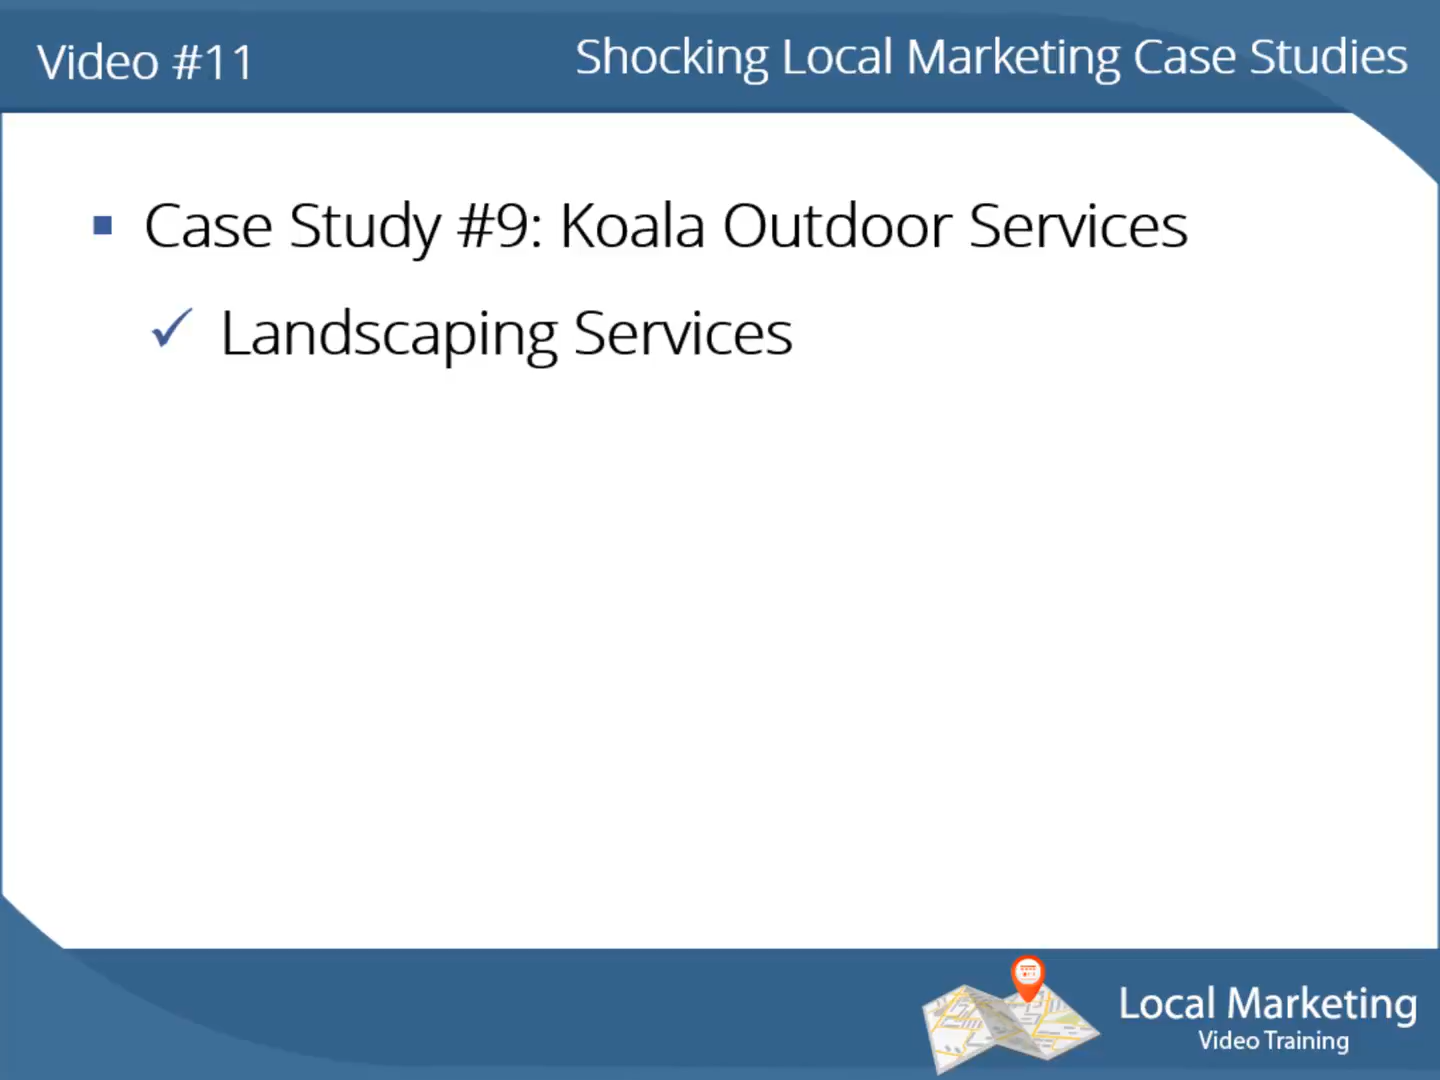 Video #11
Shocking Local Marketing Case Studies
Case Study #9: Koala Outdoor Services
Landscaping Services
Local Marketing
Video Training